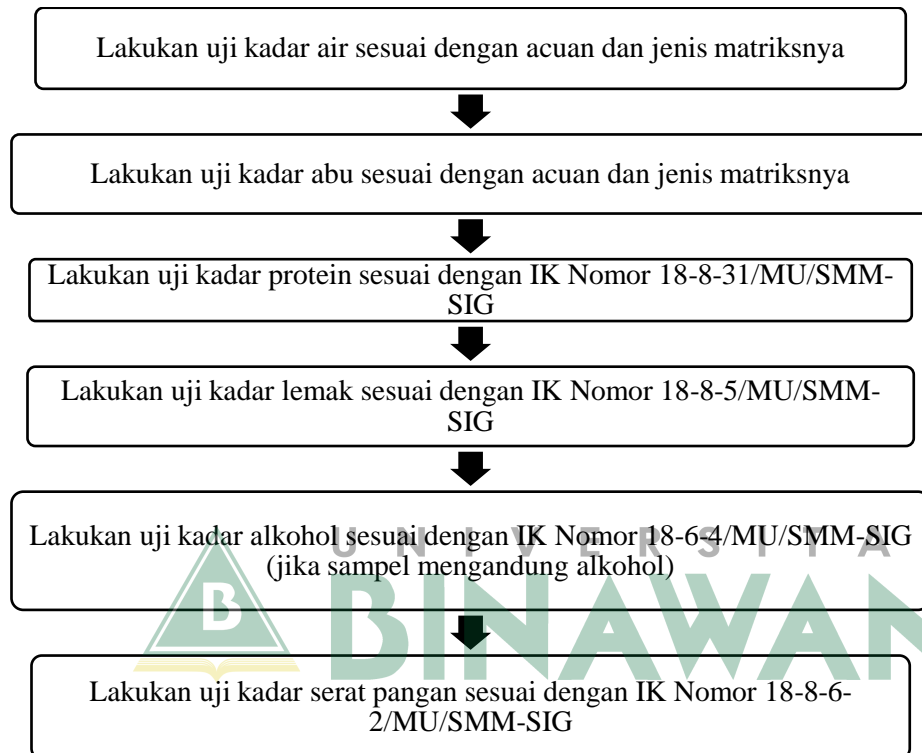 Lakukan uji kadar air sesuai dengan acuan dan jenis matriksnya
Lakukan uji kadar abu sesuai dengan acuan dan jenis matriksnya
Lakukan uji kadar protein sesuai dengan IK Nomor 18-8-31/MU/SMM-
SIG
Lakukan uji kadar lemak sesuai dengan IK Nomor 18-8-5/MU/SMM-
SIG
Lakukan uji kadar alkohol sesuai dengan IK Nomor 18-6-4/MU/SMM-SIG
(jika sampel mengandung alkohol)
UNIVERSITA
B
BINAWAN
Lakukan uji kadar serat pangan sesuai dengan IK Nomor 18-8-6-
2/MU/SMM-SIG